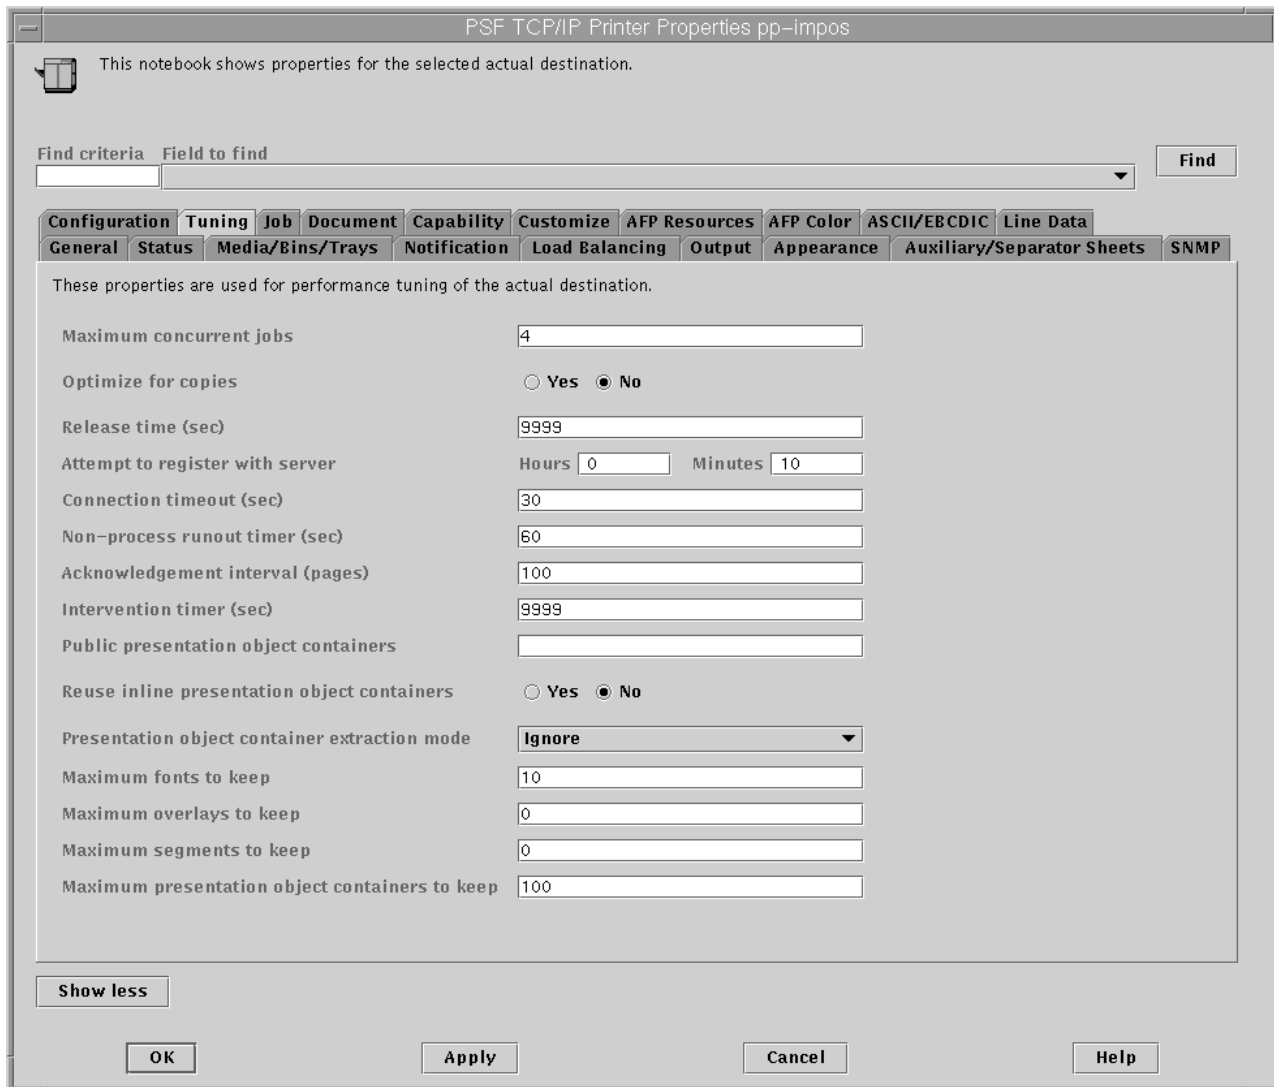 PSF TCP/IP Printer Properties pp-impos
This notebook shows properties for the selected actual destination.
Find criteria Field to find
Find
Configuration Tuning Job Document Capability Customize AFP Resources AFP Color ASCII/EBCDIC Line Data
General Status Media/Bins/Trays Notification Load Balancing Output Appearance Auxiliary/Separator Sheets SNMP
These properties are used for performance tuning of the actual destination.
Maximum concurrent jobs 4
Optimize for copies Yes No
Release time (sec) 9999
Attempt to register with server Hours 0 Minutes 10
Connection timeout (sec) 30
Non-process runout timer (sec) 60
Acknowledgement interval (pages) 100
Intervention timer (sec) 9999
Public presentation object containers
Reuse inline presentation object containers Yes No
Presentation object container extraction mode Ignore
Maximum fonts to keep 10
Maximum overlays to keep 0
Maximum segments to keep 0
Maximum presentation object containers to keep 100
Show less
OK Apply Cancel Help